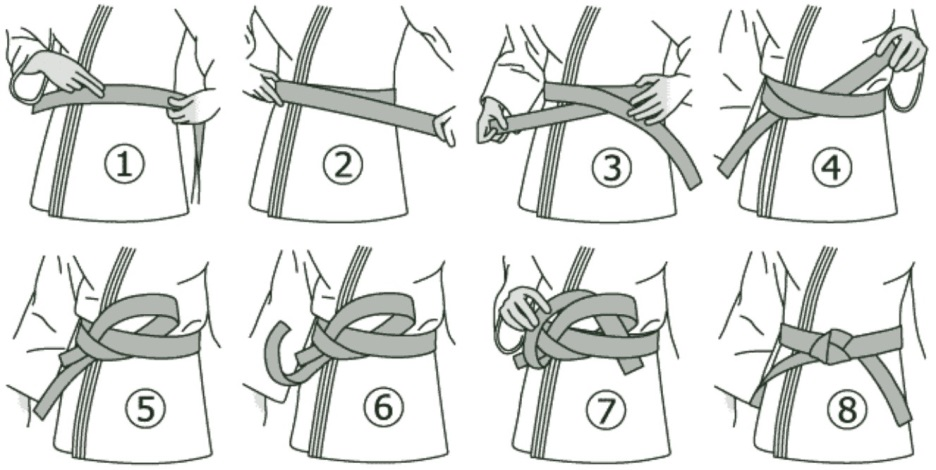 ① ② ③ ④
⑤ ⑥ ⑦ ⑧